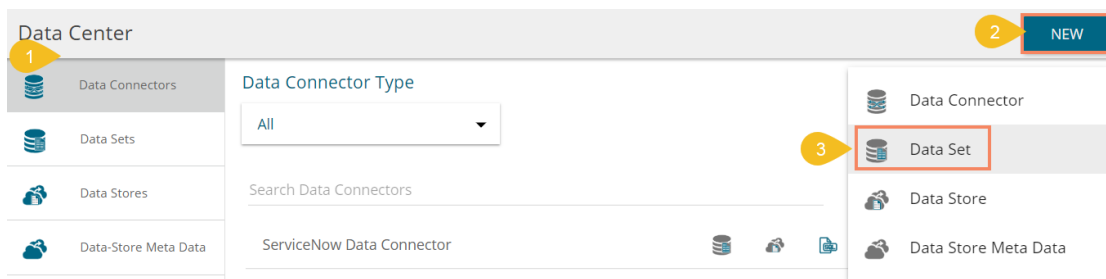 Data Center
2
NEW
1
Data Connectors
Data Connector Type
Data Connector
All
Data Sets
3
Data Set
Data Stores
Search Data Connectors
Data Store
Data-Store Meta Data
ServiceNow Data Connector
Data Store Meta Data